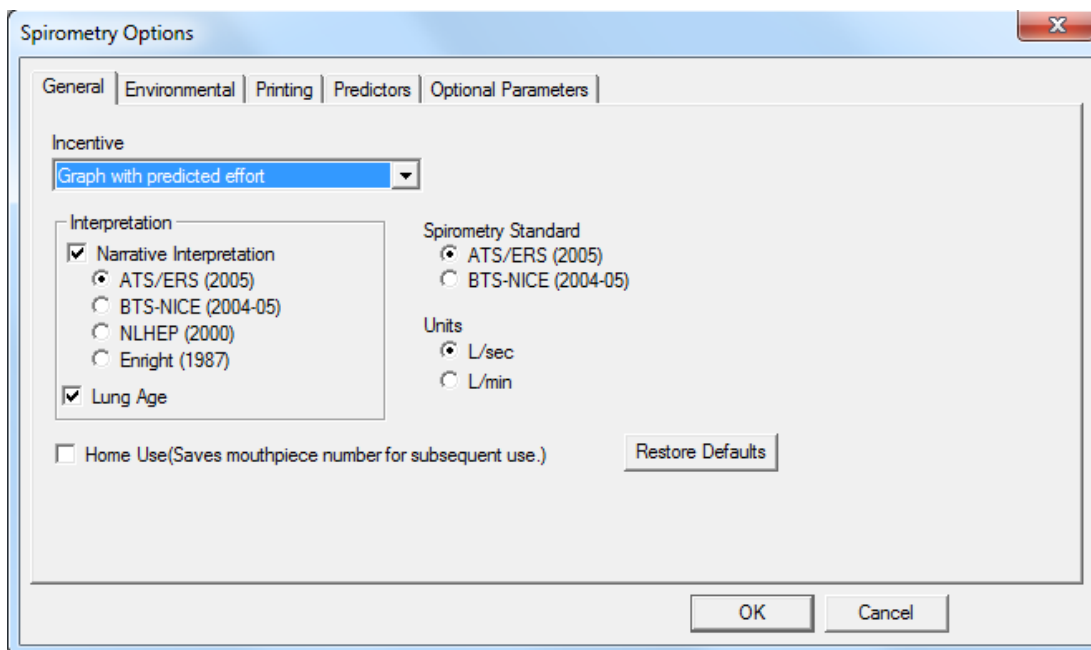 Spirometry Options
General Environmental Printing Predictors Optional Parameters
Incentive
Graph with predicted effort
Interpretation
Narrative Interpretation
ATS/ERS (2005)
BTS-NICE (2004-05)
NLHEP (2000)
Enright (1987)
Lung Age
Spirometry Standard
ATS/ERS (2005)
BTS-NICE (2004-05)
Units
L/sec
L/min
Home Use(Saves mouthpiece number for subsequent use.)
Restore Defaults
OK Cancel